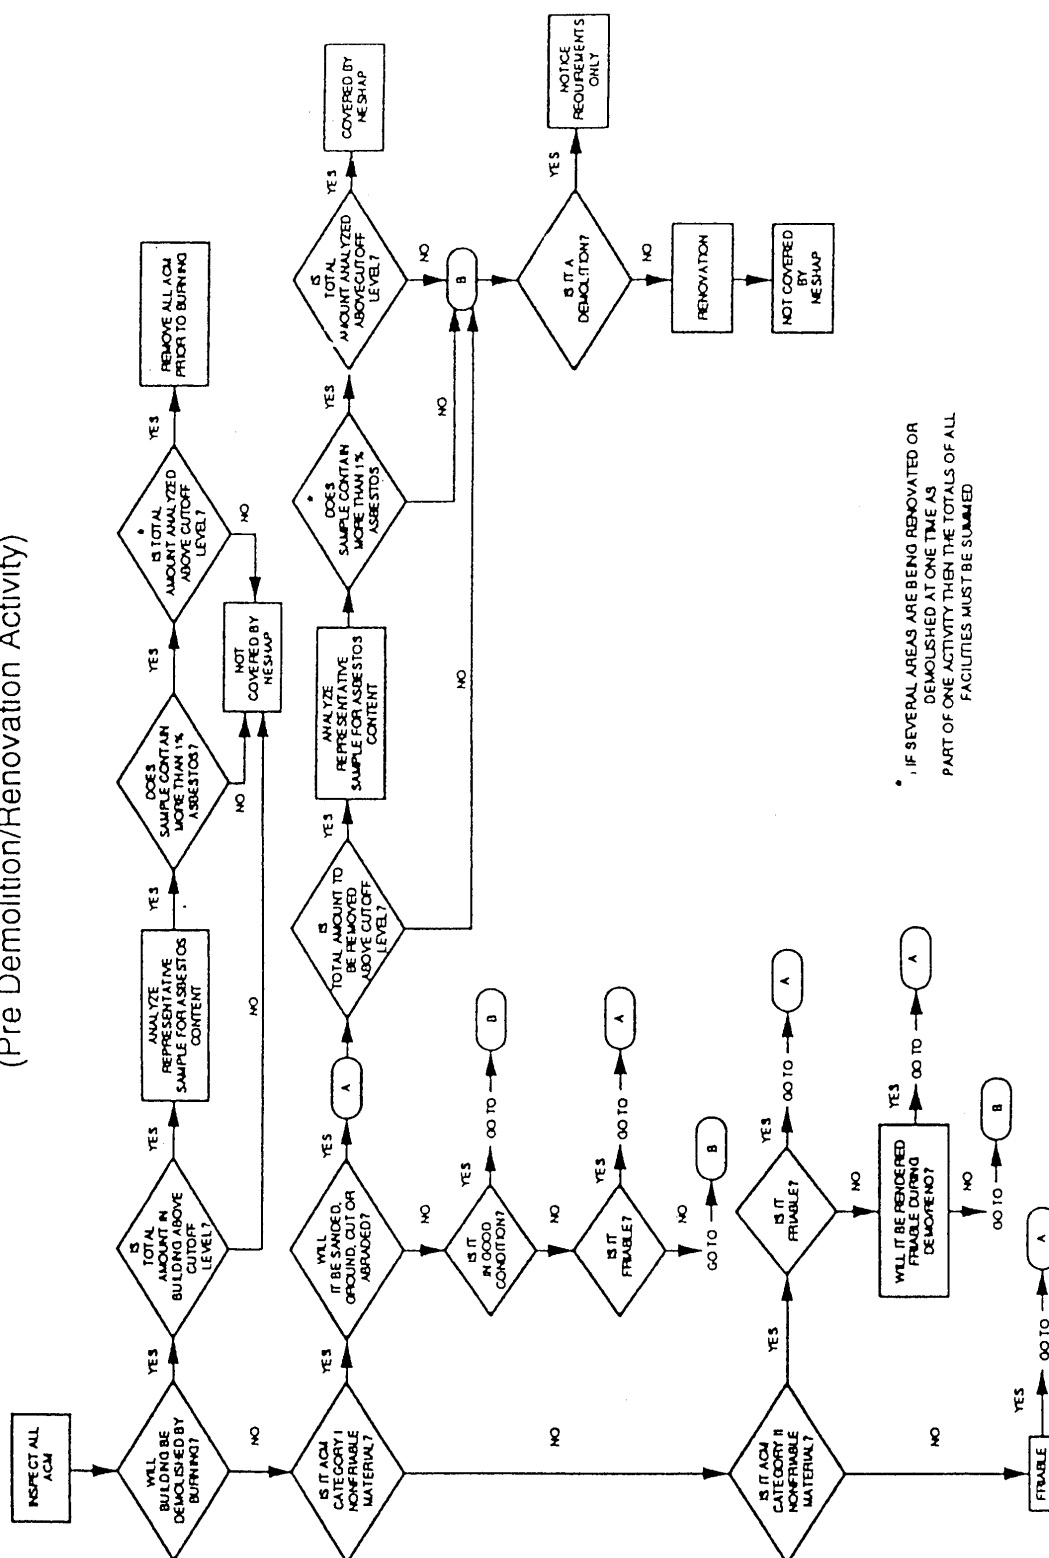 (Pre Demolition/Renovation Activity)
INSPECT ALL
ACM
WILL
BUILDING BE
DEMOLISHED BY
BURNING?
YES
IS
TOTAL
AMOUNT IN
BUILDING ABOVE
CUTOFF
LEVEL?
YES
ANALYZE
REPRESENTATIVE
SAMPLE FOR ASBESTOS
CONTENT
YES
DOES
SAMPLE CONTAIN
MORE THAN 1%
ASBESTOS?
YES
*
IS TOTAL
AMOUNT ANALYZED
ABOVE CUTOFF
LEVEL?
YES
REMOVE ALL ACM
PRIOR TO BURNING
NO
NO
NO
NOT
COVERED BY
NESHAP
NO
IS IT ACM
CATEGORY I
NONFRIABLE
MATERIAL?
YES
WILL
IT BE SANDED,
GROUND, CUT OR
ABRADED?
YES
A
IS
TOTAL AMOUNT TO
BE REMOVED
ABOVE CUTOFF
LEVEL?
YES
ANALYZE
REPRESENTATIVE
SAMPLE FOR ASBESTOS
CONTENT
*
DOES
SAMPLE CONTAIN
MORE THAN 1%
ASBESTOS
YES
IS
TOTAL
AMOUNT ANALYZED
ABOVE CUTOFF
LEVEL?
YES
COVERED BY
NESHAP
NO
NO
NO
B
IS IT A
DEMOLITION?
YES
NOTICE
REQUIREMENTS
ONLY
NO
RENOVATION
NOT COVERED
BY
NESHAP
NO
IS IT
IN GOOD
CONDITION?
YES
GO TO
B
NO
IS IT
FRIABLE?
YES
GO TO
A
NO
GO TO
B
NO
IS IT ACM
CATEGORY II
NONFRIABLE
MATERIAL?
YES
IS IT
FRIABLE?
YES
GO TO
A
NO
WILL IT BE RENDERED
FRIABLE DURING
DEMO/RENO?
YES
GO TO
A
NO
GO TO
B
NO
FRIABLE
YES
GO TO
A
* , IF SEVERAL AREAS ARE BEING RENOVATED OR
DEMOLISHED AT ONE TIME AS
PART OF ONE ACTIVITY THEN THE TOTALS OF ALL
FACILITIES MUST BE SUMMED